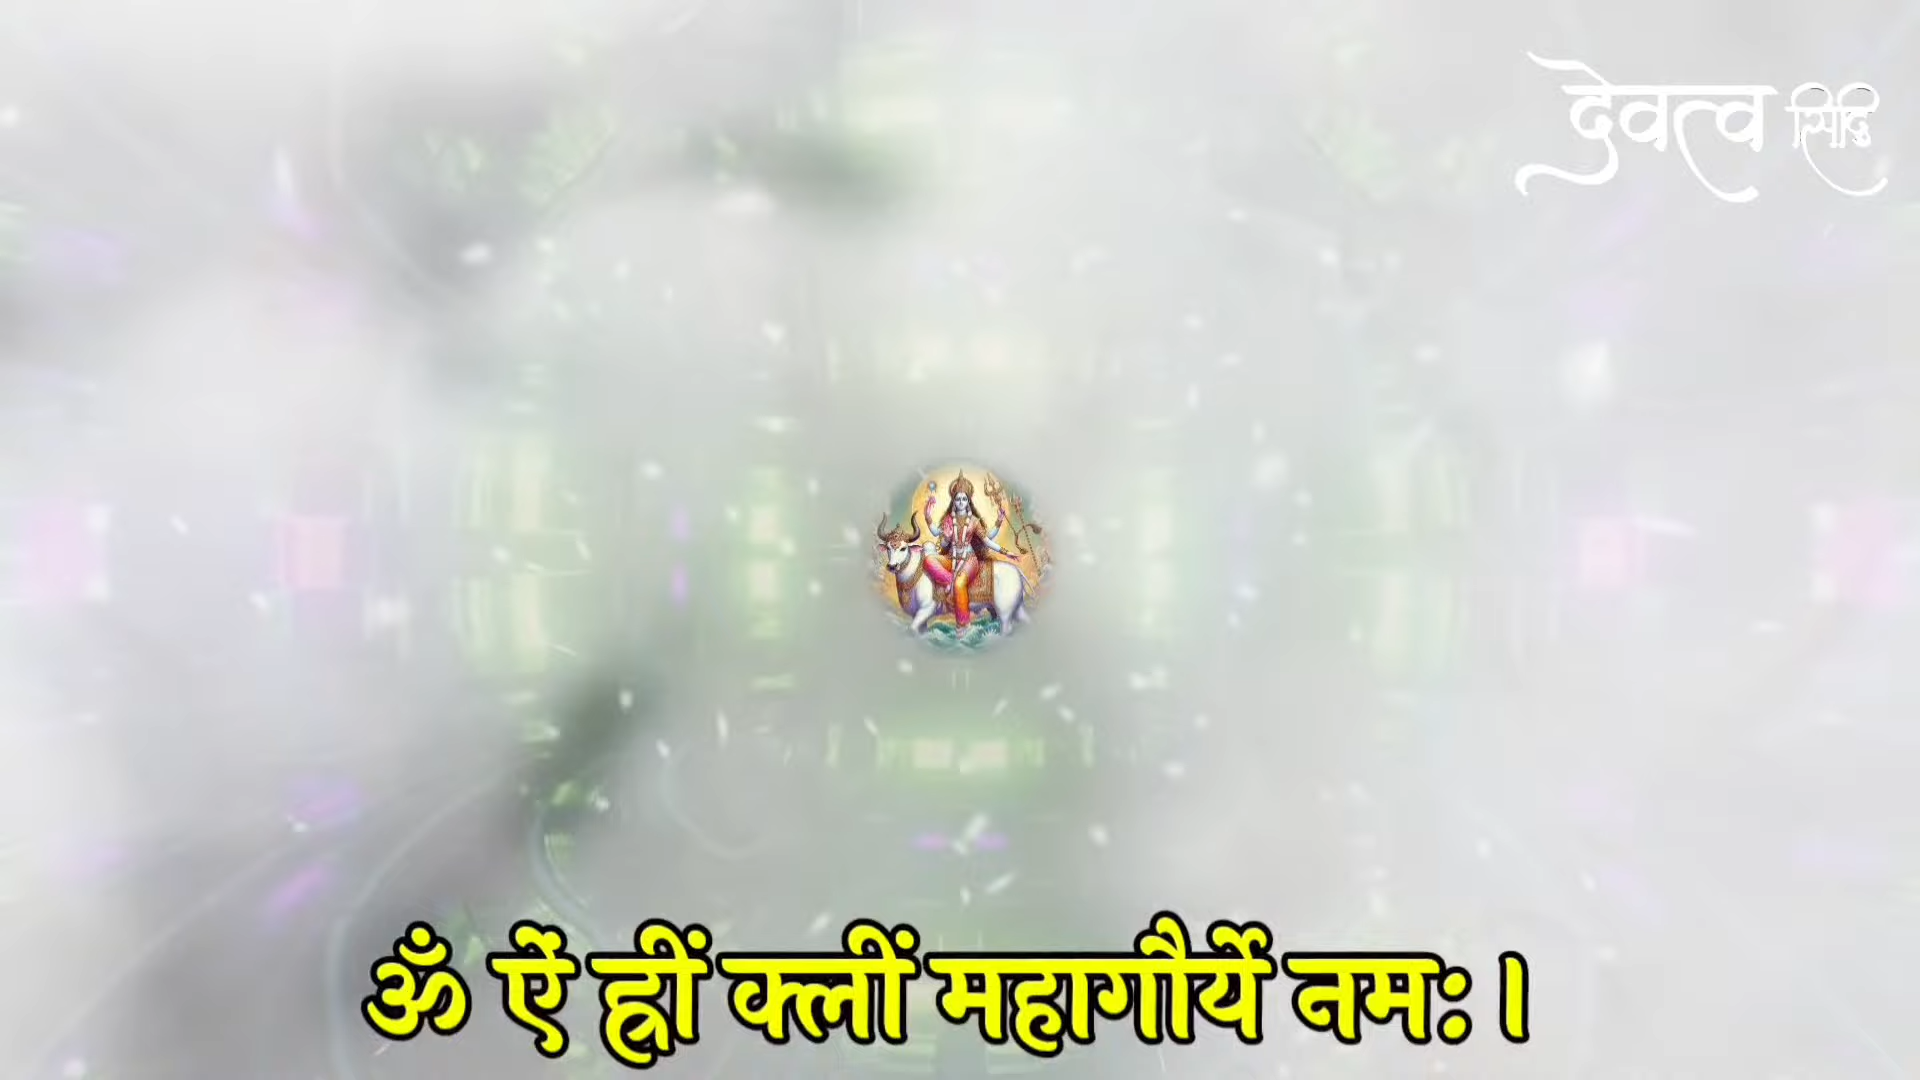 देवत्व सिद्धि
ॐ ऐं ह्रीं क्लीं महागौर्ये नमः।